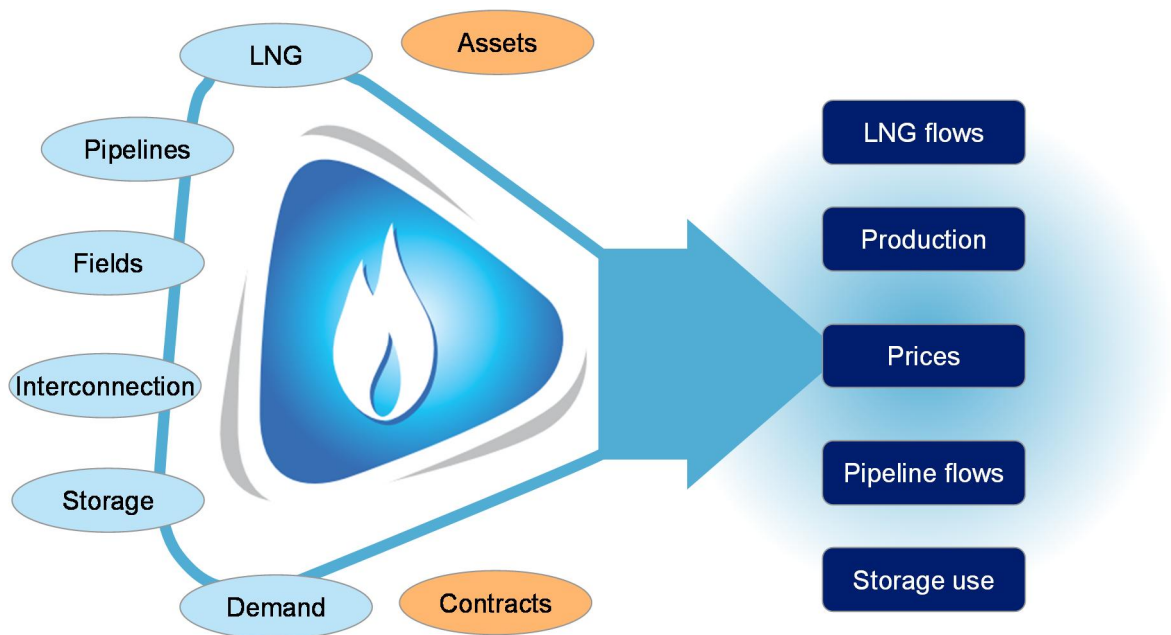 LNG
Assets
Pipelines
Fields
Interconnection
Storage
Demand
Contracts
LNG flows
Production
Prices
Pipeline flows
Storage use